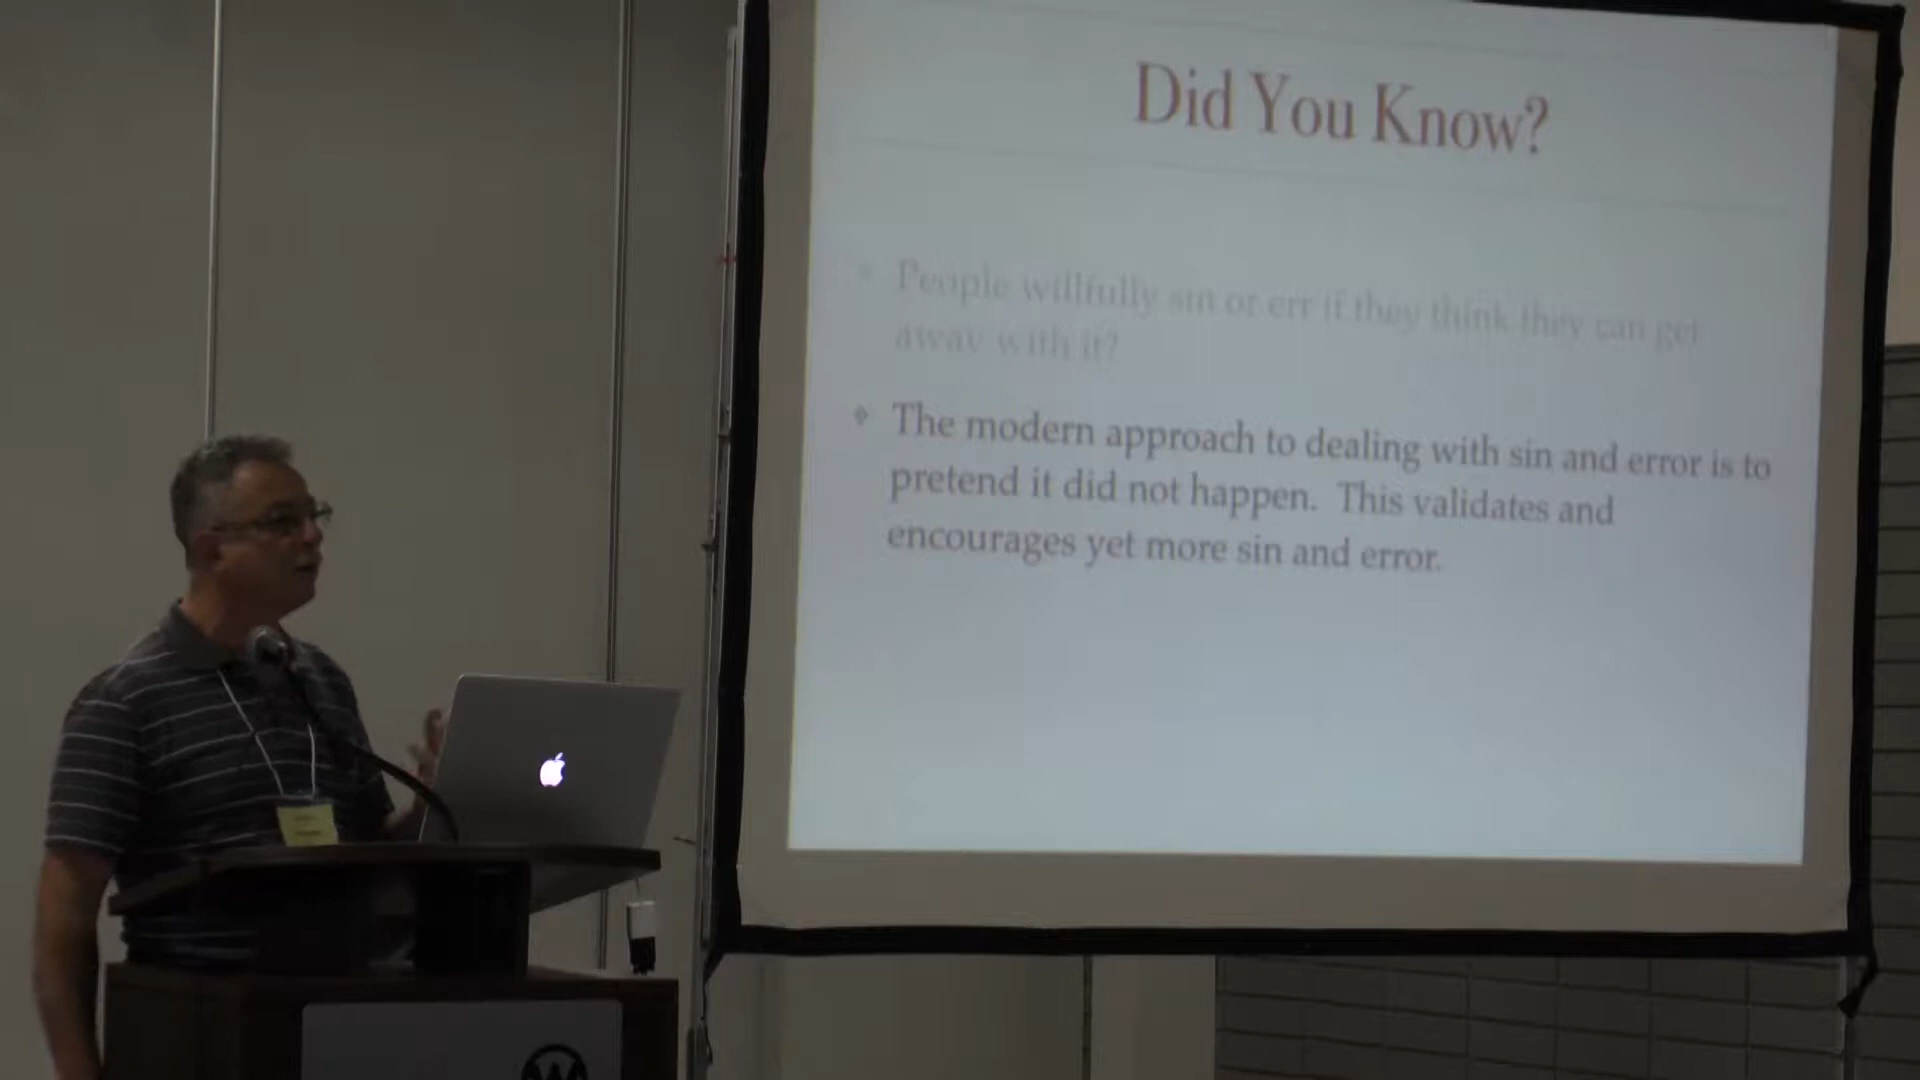 Did You Know?
People willfully sin or err if they think they can get
away with it?
The modern approach to dealing with sin and error is to
pretend it did not happen. This validates and
encourages yet more sin and error.
W